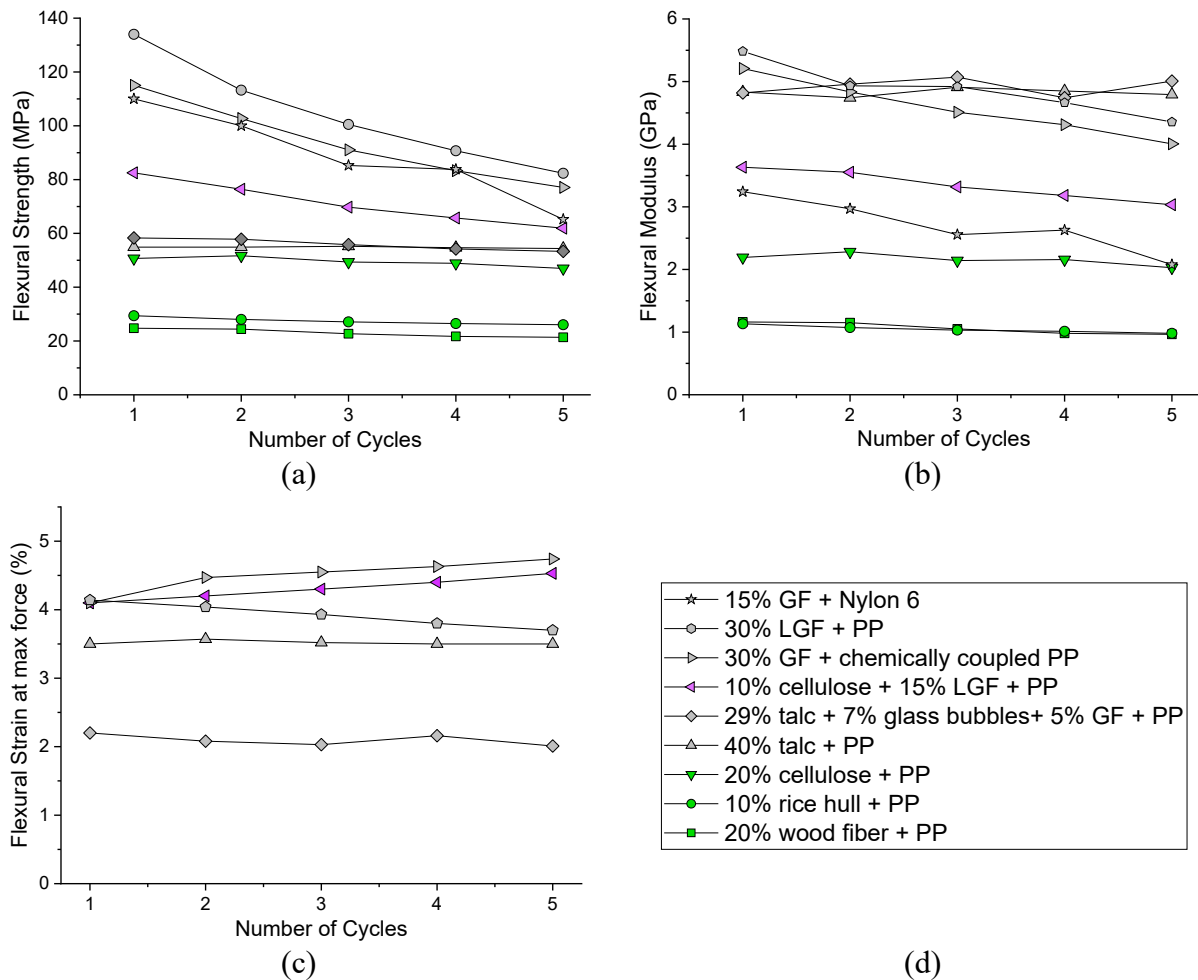 140
120
100
80
60
40
20
0
Flexural Strength (MPa)
1 2 3 4 5
Number of Cycles
(a)
6
5
4
3
2
1
0
Flexural Modulus (GPa)
1 2 3 4 5
Number of Cycles
(b)
5
4
3
2
1
0
Flexural Strain at max force (%)
1 2 3 4 5
Number of Cycles
(c)
15% GF + Nylon 6
30% LGF + PP
30% GF + chemically coupled PP
10% cellulose + 15% LGF + PP
29% talc + 7% glass bubbles+ 5% GF + PP
40% talc + PP
20% cellulose + PP
10% rice hull + PP
20% wood fiber + PP
(d)